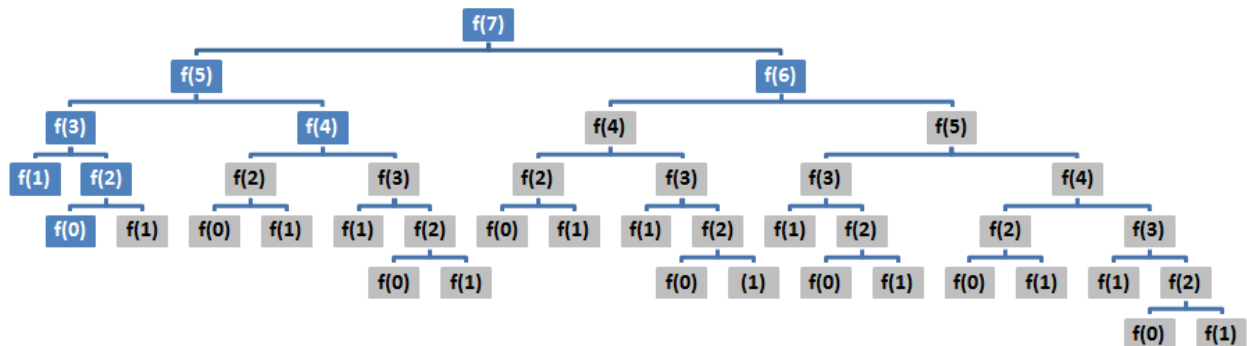 f(7)
f(5) f(6)
f(3) f(4) f(4) f(5)
f(1) f(2) f(2) f(3) f(2) f(3) f(3) f(4)
f(0) f(1) f(0) f(1) f(1) f(2) f(0) f(1) f(1) f(2) f(1) f(2) f(2) f(3)
f(0) f(1) f(0) (1) f(0) f(1) f(0) f(1) f(1) f(2)
f(0) f(1)